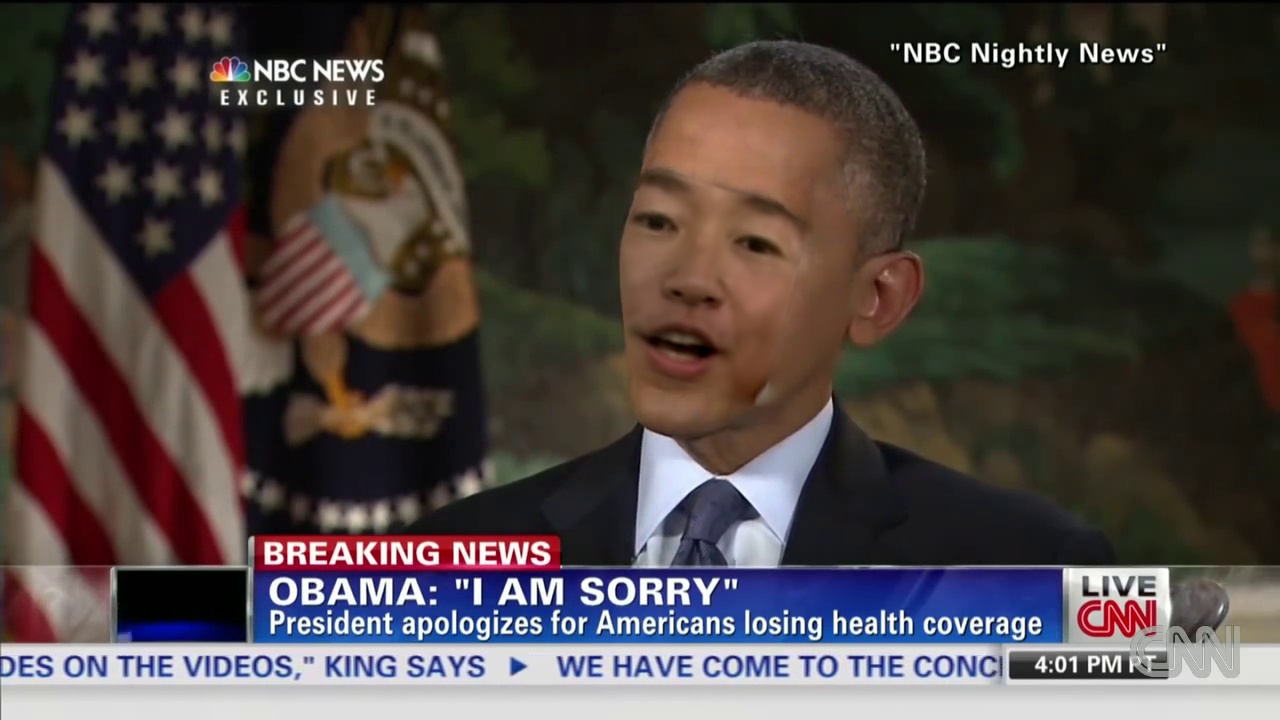 NBC NEWS
EXCLUSIVE
"NBC Nightly News"
BREAKING NEWS
OBAMA: "I AM SORRY"
President apologizes for Americans losing health coverage
LIVE
CNN
DES ON THE VIDEOS," KING SAYS ▶ WE HAVE COME TO THE CONC
4:01 PM PT
CNN